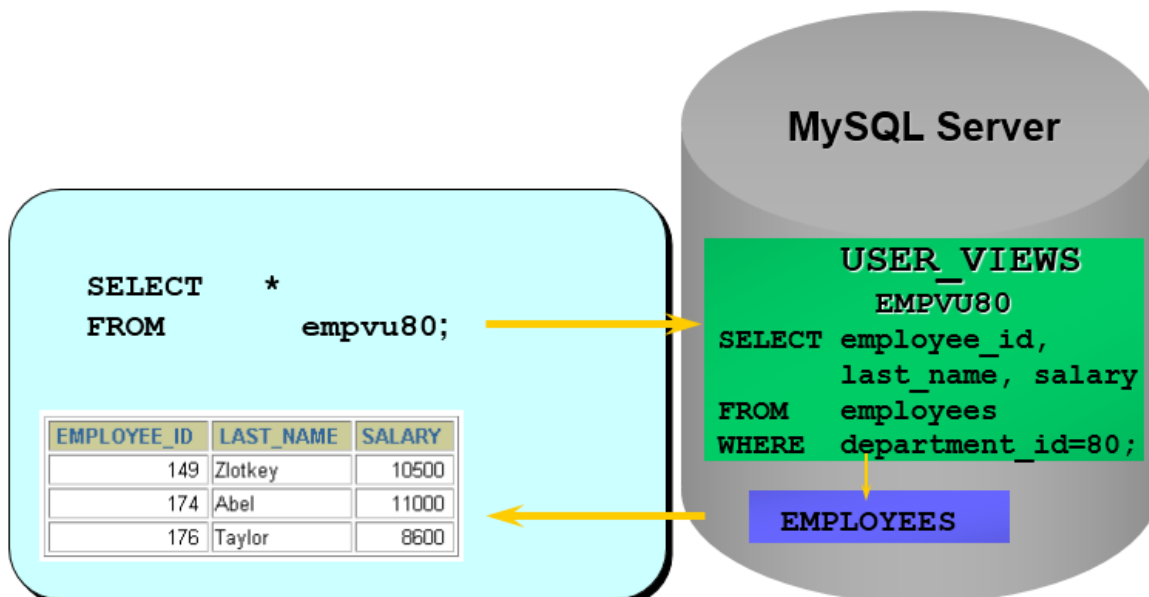 MySQL Server
SELECT *
FROM empvu80;
USER_VIEWS
EMPVU80
SELECT employee_id,
last_name, salary
FROM employees
WHERE department_id=80;
EMPLOYEES
EMPLOYEE_ID LAST_NAME SALARY
149 Zlotkey 10500
174 Abel 11000
176 Taylor 8600